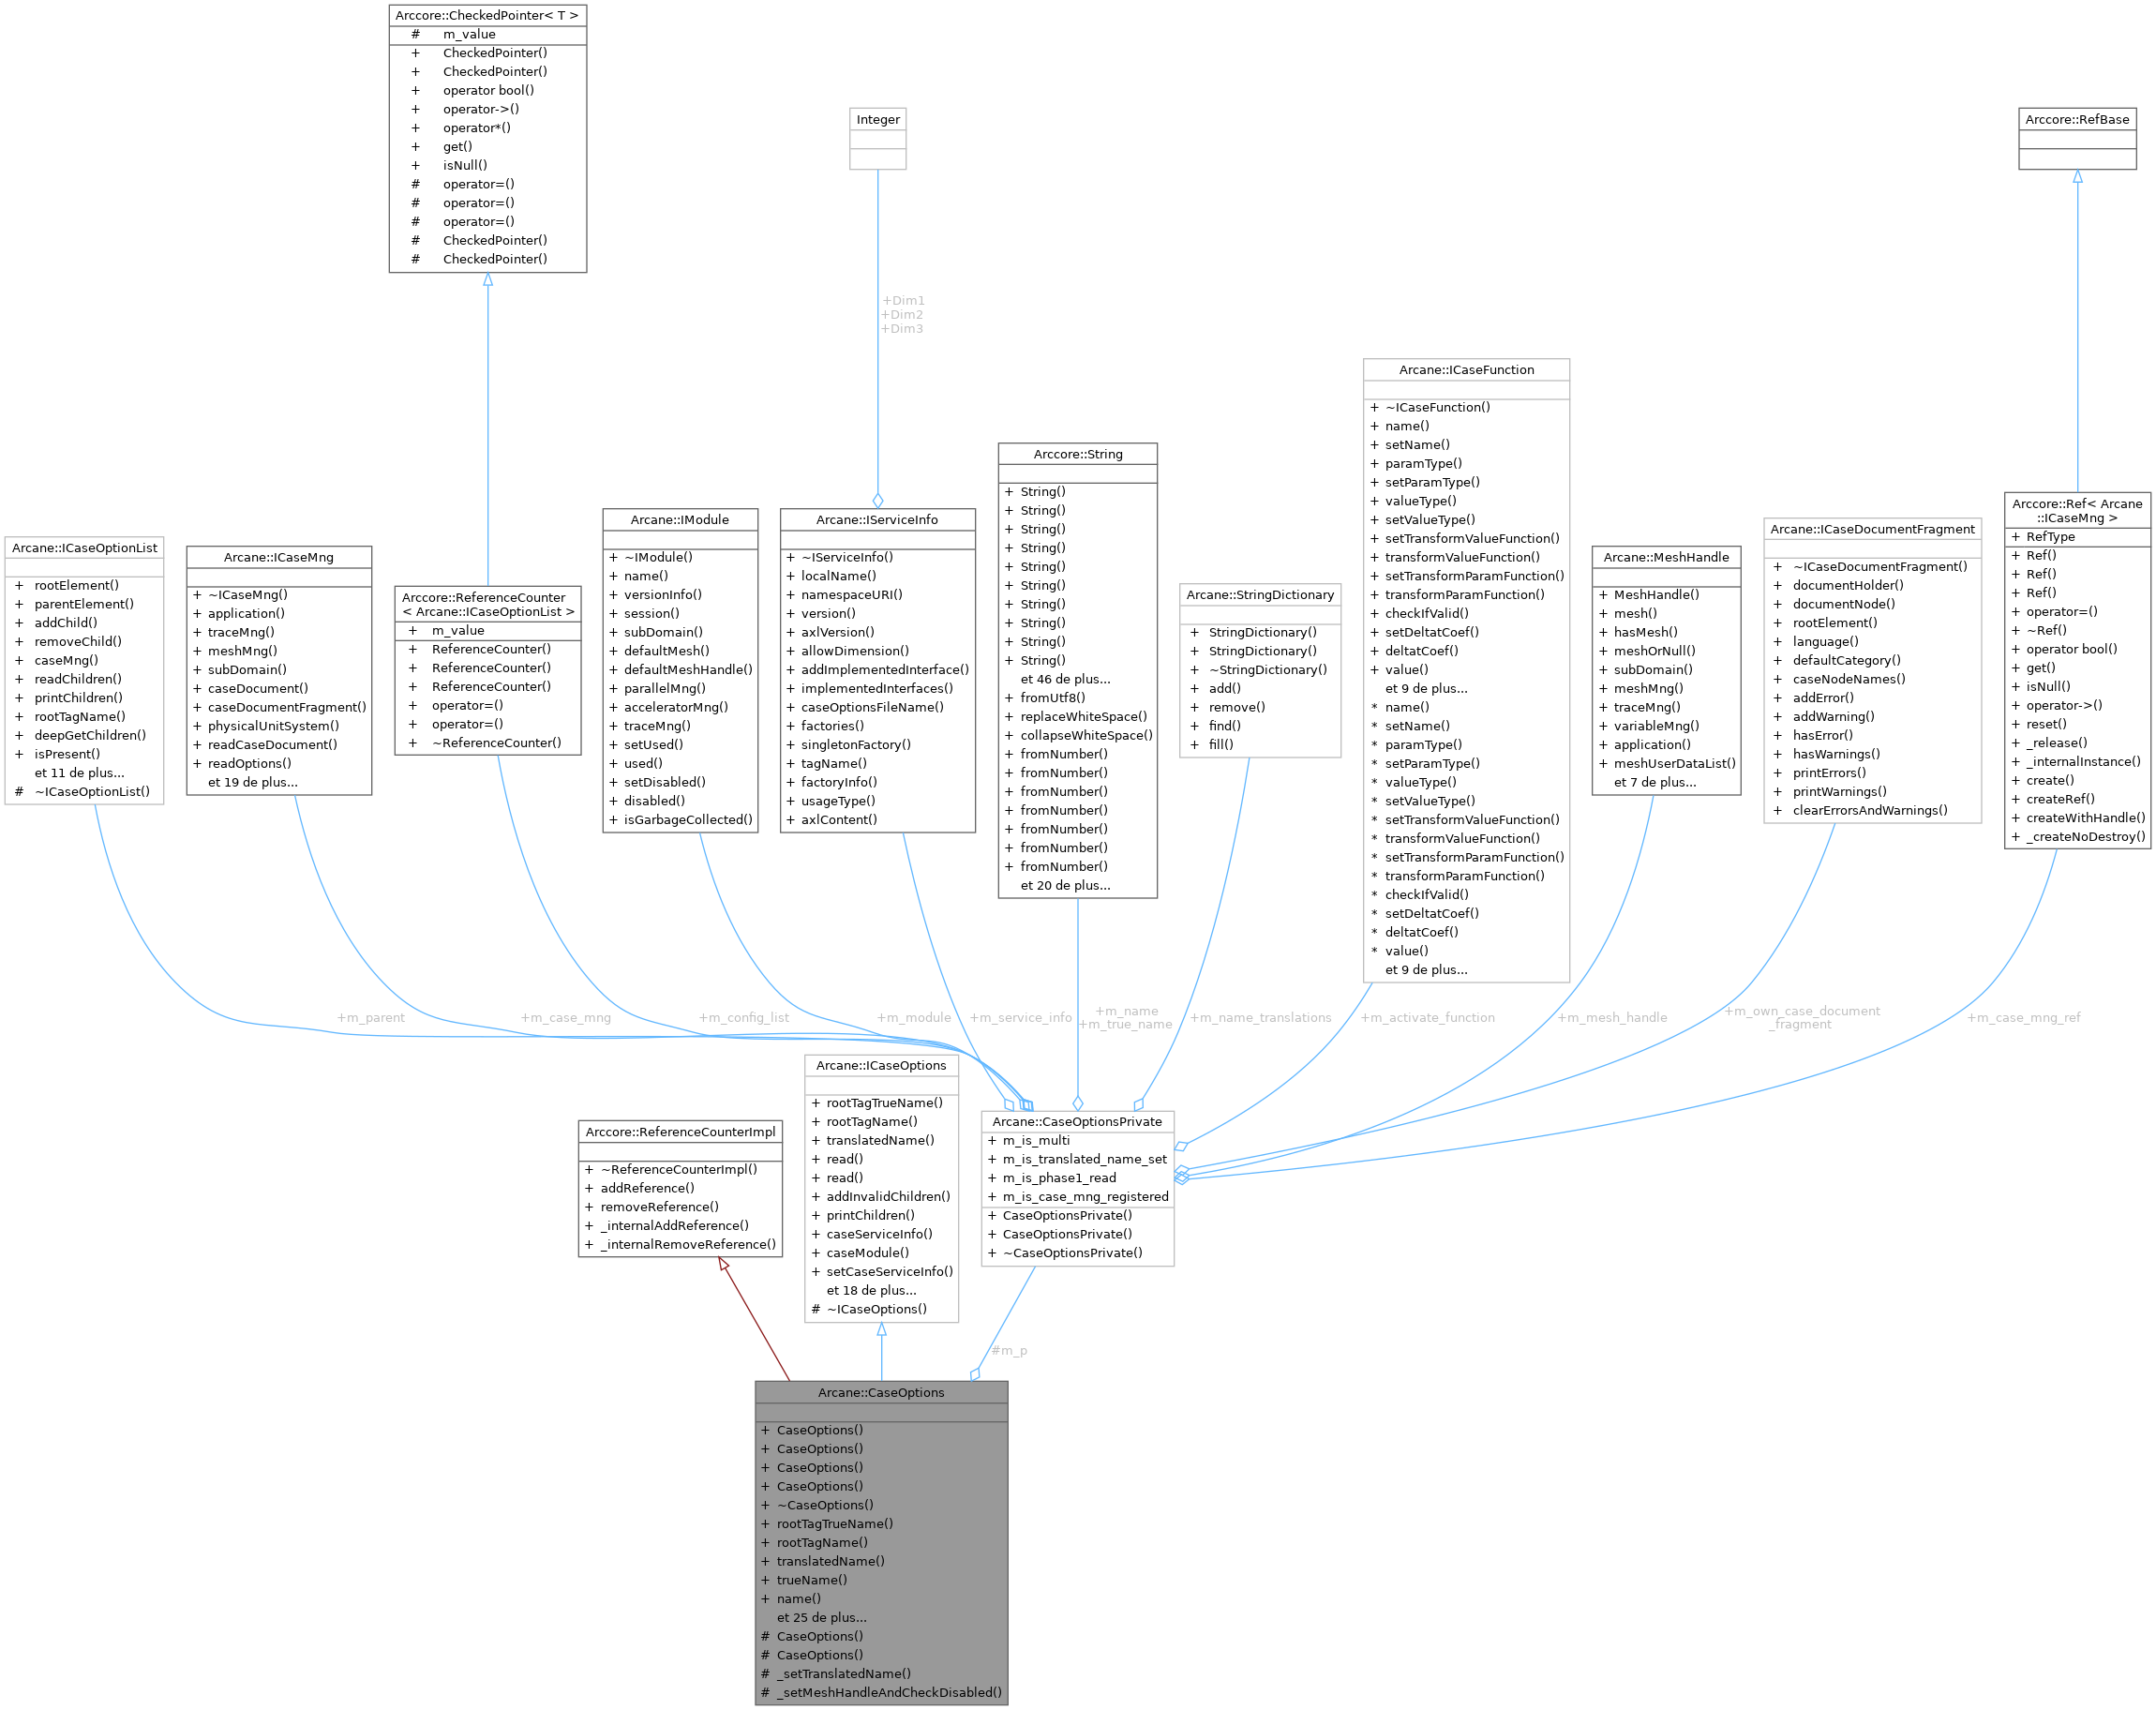 Arccore::CheckedPointer< T >
# m_value
+ CheckedPointer()
+ CheckedPointer()
+ operator bool()
+ operator->()
+ operator*()
+ get()
+ isNull()
# operator=()
# operator=()
# operator=()
# CheckedPointer()
# CheckedPointer()
Integer
Arccore::RefBase
+Dim1
+Dim2
+Dim3
Arcane::ICaseOptionList
+ rootElement()
+ parentElement()
+ addChild()
+ removeChild()
+ caseMng()
+ readChildren()
+ printChildren()
+ rootTagName()
+ deepGetChildren()
+ isPresent()
et 11 de plus...
# ~ICaseOptionList()
Arcane::ICaseMng
+ ~ICaseMng()
+ application()
+ traceMng()
+ meshMng()
+ subDomain()
+ caseDocument()
+ caseDocumentFragment()
+ physicalUnitSystem()
+ readCaseDocument()
+ readOptions()
et 19 de plus...
Arccore::ReferenceCounter
< Arcane::ICaseOptionList >
+ m_value
+ ReferenceCounter()
+ ReferenceCounter()
+ ReferenceCounter()
+ operator=()
+ operator=()
+ ~ReferenceCounter()
Arcane::IModule
+ ~IModule()
+ name()
+ versionInfo()
+ session()
+ subDomain()
+ defaultMesh()
+ defaultMeshHandle()
+ parallelMng()
+ acceleratorMng()
+ traceMng()
+ setUsed()
+ used()
+ setDisabled()
+ disabled()
+ isGarbageCollected()
Arcane::IServiceInfo
+ ~IServiceInfo()
+ localName()
+ namespaceURI()
+ version()
+ axlVersion()
+ allowDimension()
+ addImplementedInterface()
+ implementedInterfaces()
+ caseOptionsFileName()
+ factories()
+ singletonFactory()
+ tagName()
+ factoryInfo()
+ usageType()
+ axlContent()
Arccore::String
+ String()
+ String()
+ String()
+ String()
+ String()
+ String()
+ String()
+ String()
+ String()
+ String()
et 46 de plus...
+ fromUtf8()
+ replaceWhiteSpace()
+ collapseWhiteSpace()
+ fromNumber()
+ fromNumber()
+ fromNumber()
+ fromNumber()
+ fromNumber()
+ fromNumber()
+ fromNumber()
et 20 de plus...
Arcane::StringDictionary
+ StringDictionary()
+ StringDictionary()
+ ~StringDictionary()
+ add()
+ remove()
+ find()
+ fill()
Arcane::ICaseFunction
+ ~ICaseFunction()
+ name()
+ setName()
+ paramType()
+ setParamType()
+ valueType()
+ setValueType()
+ setTransformValueFunction()
+ transformValueFunction()
+ setTransformParamFunction()
+ transformParamFunction()
+ checkIfValid()
+ setDeltatCoef()
+ deltatCoef()
+ value()
et 9 de plus...
* name()
* setName()
* paramType()
* setParamType()
* valueType()
* setValueType()
* setTransformValueFunction()
* transformValueFunction()
* setTransformParamFunction()
* transformParamFunction()
* checkIfValid()
* setDeltatCoef()
* deltatCoef()
* value()
et 9 de plus...
Arcane::MeshHandle
+ MeshHandle()
+ mesh()
+ hasMesh()
+ meshOrNull()
+ subDomain()
+ meshMng()
+ traceMng()
+ variableMng()
+ application()
+ meshUserDataList()
et 7 de plus...
Arcane::ICaseDocumentFragment
+ ~ICaseDocumentFragment()
+ documentHolder()
+ documentNode()
+ rootElement()
+ language()
+ defaultCategory()
+ caseNodeNames()
+ addError()
+ addWarning()
+ hasError()
+ hasWarnings()
+ printErrors()
+ printWarnings()
+ clearErrorsAndWarnings()
Arccore::Ref< Arcane
::ICaseMng >
+ RefType
+ Ref()
+ Ref()
+ Ref()
+ operator=()
+ ~Ref()
+ operator bool()
+ get()
+ isNull()
+ operator->()
+ reset()
+ _release()
+ _internalInstance()
+ create()
+ createRef()
+ createWithHandle()
+ _createNoDestroy()
+m_parent
+m_case_mng
+m_config_list
+m_module
+m_service_info
+m_name
+m_true_name
+m_name_translations
+m_activate_function
+m_mesh_handle
+m_own_case_document
_fragment
+m_case_mng_ref
Arccore::ReferenceCounterImpl
+ ~ReferenceCounterImpl()
+ addReference()
+ removeReference()
+ _internalAddReference()
+ _internalRemoveReference()
Arcane::ICaseOptions
+ rootTagTrueName()
+ rootTagName()
+ translatedName()
+ read()
+ read()
+ addInvalidChildren()
+ printChildren()
+ caseServiceInfo()
+ caseModule()
+ setCaseServiceInfo()
et 18 de plus...
# ~ICaseOptions()
Arcane::CaseOptionsPrivate
+ m_is_multi
+ m_is_translated_name_set
+ m_is_phase1_read
+ m_is_case_mng_registered
+ CaseOptionsPrivate()
+ CaseOptionsPrivate()
+ ~CaseOptionsPrivate()
#m_p
Arcane::CaseOptions
+ CaseOptions()
+ CaseOptions()
+ CaseOptions()
+ CaseOptions()
+ ~CaseOptions()
+ rootTagTrueName()
+ rootTagName()
+ translatedName()
+ trueName()
+ name()
et 25 de plus...
# CaseOptions()
# CaseOptions()
# _setTranslatedName()
# _setMeshHandleAndCheckDisabled()